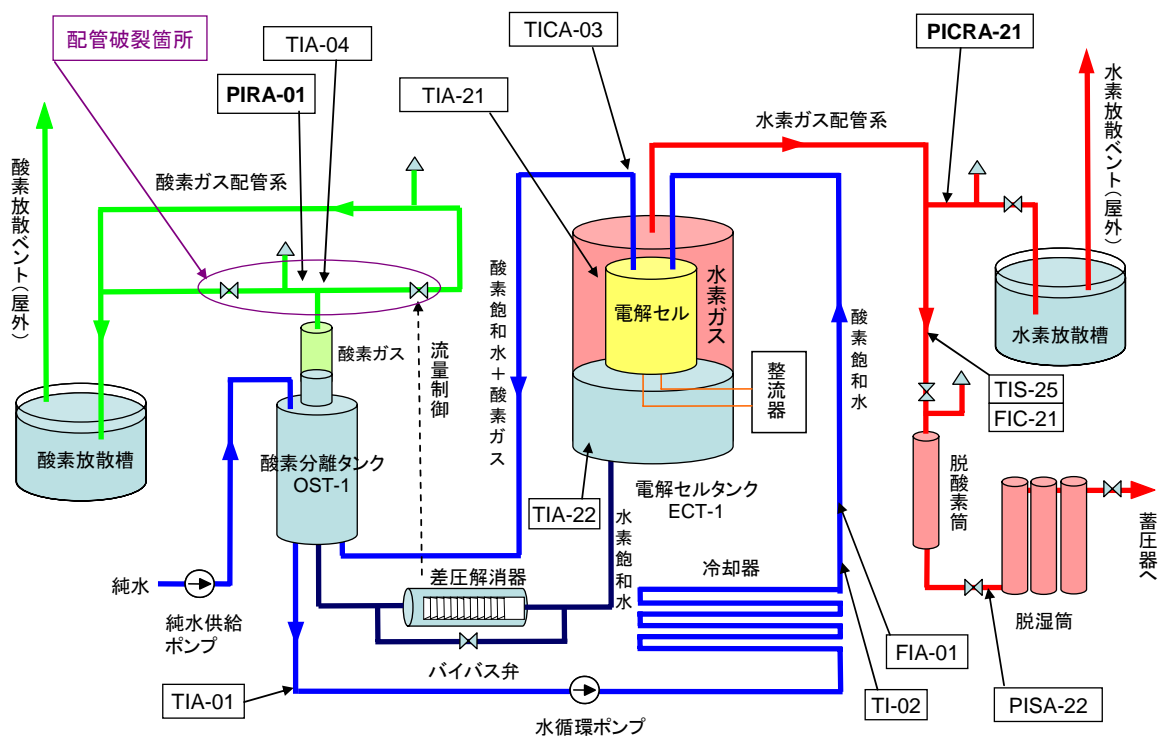 配管破裂箇所
TIA-04
PIRA-01
TICA-03
TIA-21
PICRA-21
水素ガス配管系
水素放散ベント(屋外)
酸素放散ベント(屋外)
酸素ガス配管系
酸素ガス
流量制御
酸素飽和水+酸素ガス
電解セル
水素ガス
整流器
酸素飽和水
水素放散槽
TIS-25
FIC-21
酸素放散槽
酸素分離タンク
OST-1
TIA-22
電解セルタンク
ECT-1
水素飽和水
脱酸素筒
蓄圧器へ
純水
純水供給
ポンプ
差圧解消器
バイパス弁
冷却器
脱湿筒
FIA-01
TI-02
PISA-22
TIA-01
水循環ポンプ